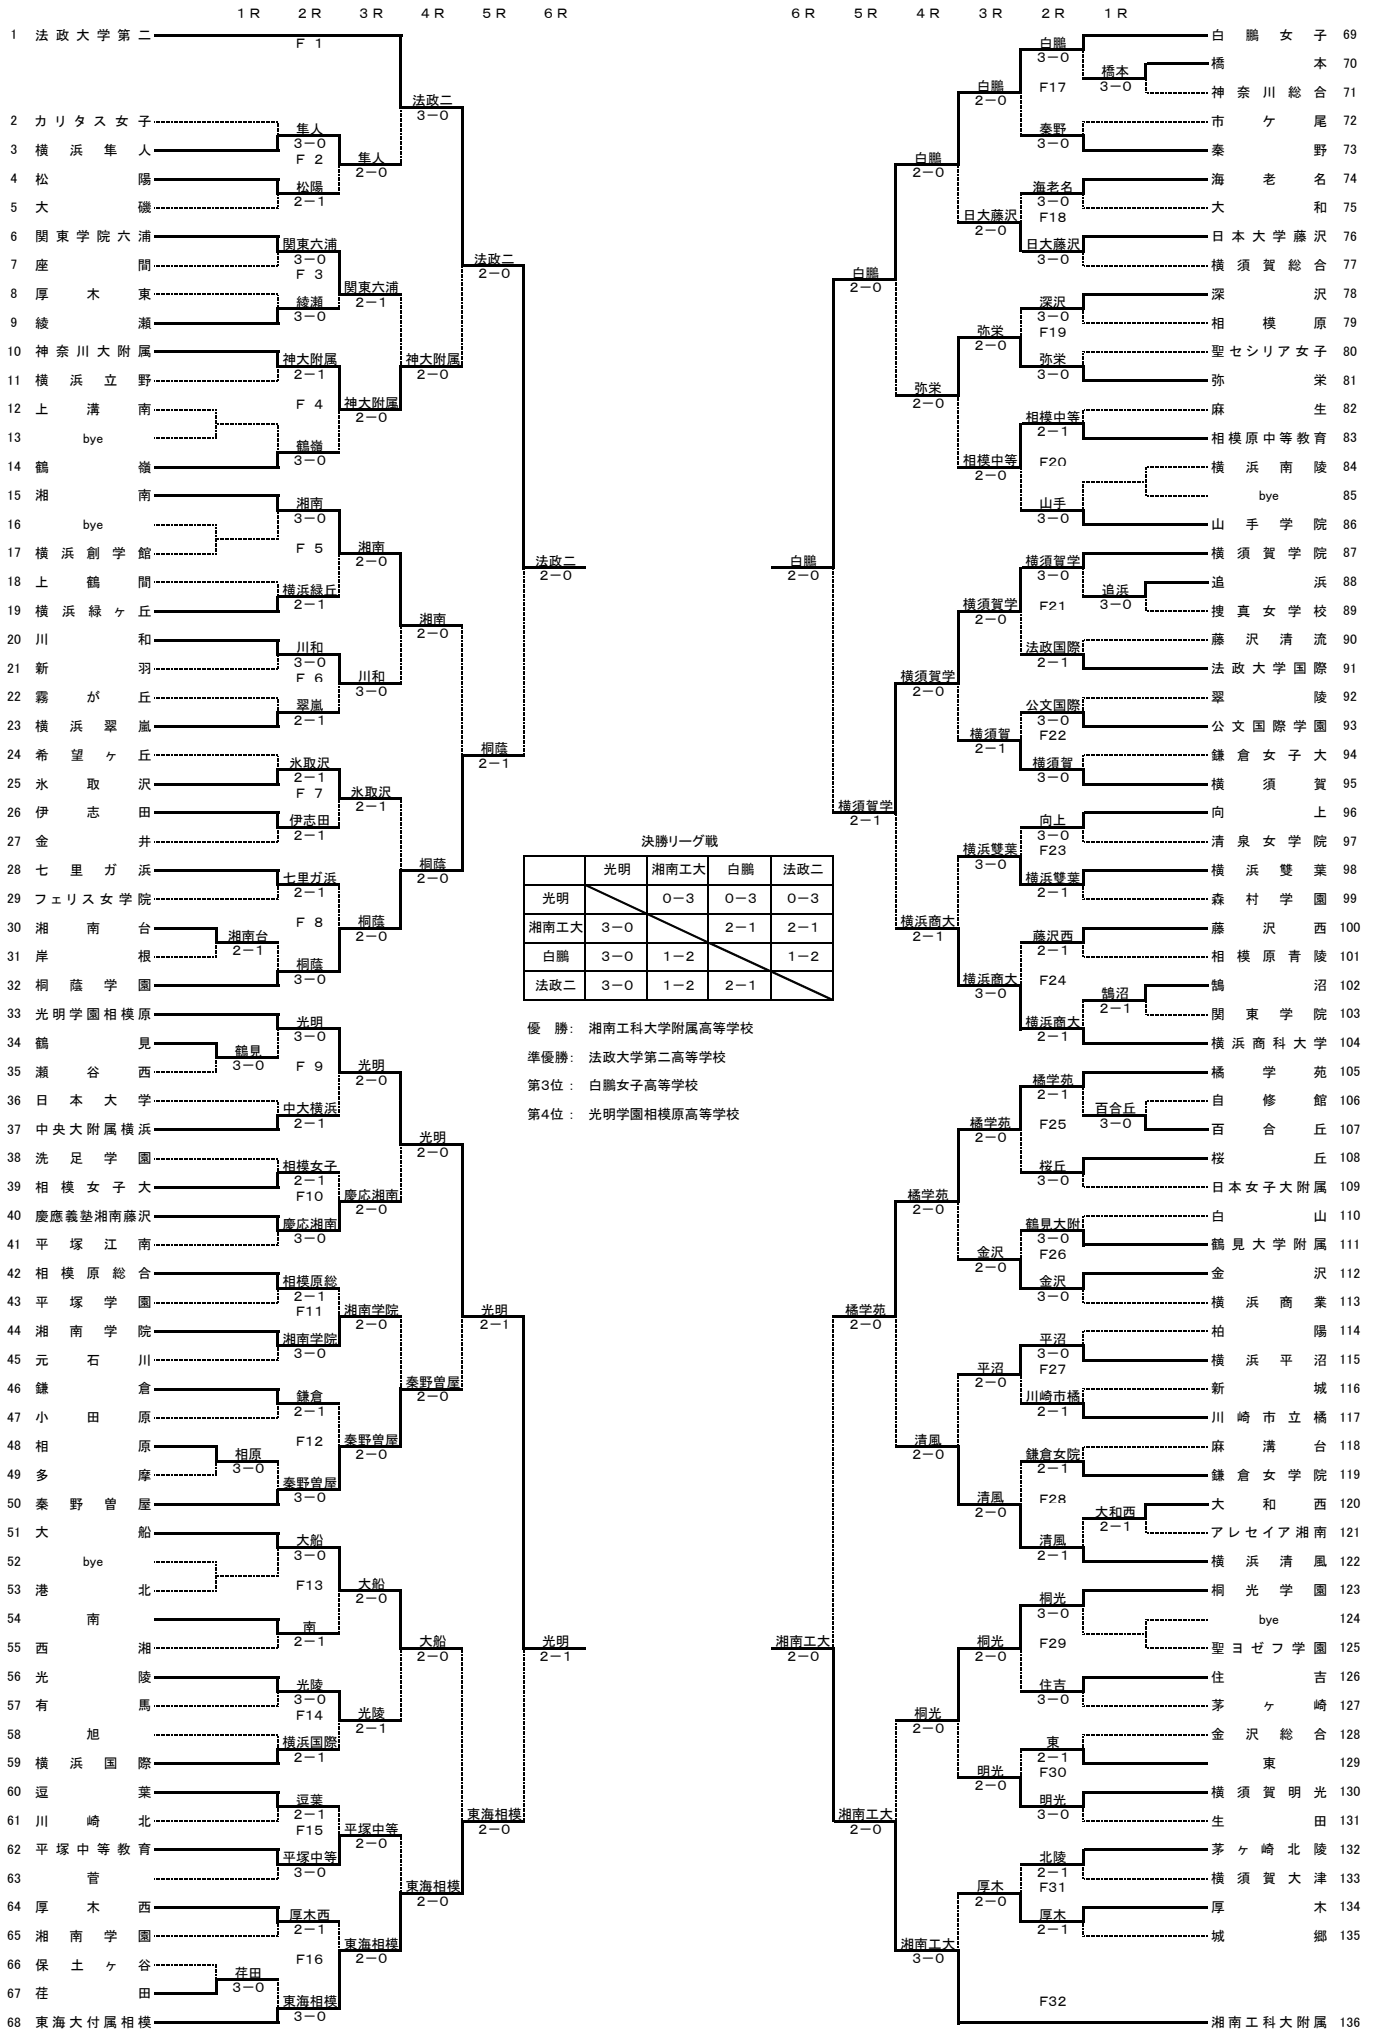 1R 2R 3R 4R 5R 6R 6R 5R 4R 3R 2R 1R
1 法政大学第二
F 1
法政二
3-0
2 カリタス女子
隼人
3-0
3 横浜隼人
F 2
隼人
2-0
4 松陽
松陽
2-1
5 大磯
6 関東学院六浦
関東六浦
3-0
7 座間
F 3
法政二
2-0
8 厚木東
関東六浦
2-1
綾瀬
3-0
9 綾瀬
10 神奈川大附属
神大附属
2-1
神大附属
2-0
11 横浜立野
12 上溝南
F 4
神大附属
2-0
13 bye
鶴嶺
3-0
14 鶴嶺
15 湘南
湘南
3-0
16 bye
F 5
湘南
2-0
17 横浜創学館
法政二
2-0
18 上鶴間
横浜緑丘
2-1
19 横浜緑ヶ丘
湘南
2-0
20 川和
川和
3-0
21 新羽
F 6
川和
3-0
22 霧が丘
翠嵐
2-1
23 横浜翠嵐
24 希望ヶ丘
桐蔭
2-1
氷取沢
2-1
25 氷取沢
F 7
氷取沢
2-1
26 伊志田
伊志田
2-1
27 金井
28 七里ガ浜
桐蔭
2-0
七里ガ浜
2-1
29 フェリス女学院
30 湘南台
湘南台
2-1
F 8
桐蔭
2-0
31 岸根
桐蔭
3-0
32 桐蔭学園
33 光明学園相模原
光明
3-0
34 鶴見
鶴見
3-0
35 瀬谷西
F 9
光明
2-0
36 日本大学
中大横浜
2-1
37 中央大附属横浜
光明
2-0
38 洗足学園
相模女子
2-1
39 相模女子大
F10
慶応湘南
2-0
40 慶應義塾湘南藤沢
慶応湘南
3-0
41 平塚江南
42 相模原総合
相模原総
2-1
43 平塚学園
F11
湘南学院
2-0
光明
2-1
44 湘南学院
湘南学院
3-0
45 元石川
46 鎌倉
鎌倉
2-1
秦野曽屋
2-0
47 小田原
F12
秦野曽屋
2-0
48 相原
相原
3-0
49 多摩
秦野曽屋
3-0
50 秦野曽屋
51 大船
大船
3-0
52 bye
F13
大船
2-0
53 港北
54 南
南
2-1
55 西湘
大船
2-0
光明
2-1
56 光陵
光陵
3-0
57 有馬
F14
光陵
2-1
58 旭
横浜国際
2-1
59 横浜国際
60 逗葉
逗葉
2-1
東海相模
2-0
61 川崎北
F15
平塚中等
2-0
62 平塚中等教育
平塚中等
3-0
63 菅
東海相模
2-0
64 厚木西
厚木西
2-1
65 湘南学園
F16
東海相模
2-0
66 保土ヶ谷
荏田
3-0
67 荏田
東海相模
3-0
68 東海大付属相模
決勝リーグ戦
光明 湘南工大 白鵬 法政二
光明 0-3 0-3 0-3
湘南工大 3-0 2-1 2-1
白鵬 3-0 1-2 1-2
法政二 3-0 1-2 2-1
優 勝： 湘南工科大学附属高等学校
準優勝： 法政大学第二高等学校
第3位： 白鵬女子高等学校
第4位： 光明学園相模原高等学校
白鵬女子 69
白鵬
3-0
橋本 70
橋本
3-0
F17
白鵬
2-0
神奈川総合 71
市ケ尾 72
秦野
3-0
秦野 73
白鵬
2-0
海老名 74
海老名
3-0
大和 75
F18
日大藤沢
2-0
日本大学藤沢 76
日大藤沢
3-0
横須賀総合 77
白鵬
2-0
深沢 78
深沢
3-0
相模原 79
F19
弥栄
2-0
聖セシリア女子 80
弥栄
3-0
弥栄 81
弥栄
2-0
麻生 82
相模中等
2-1
相模原中等教育 83
F20
相模中等
2-0
横浜南陵 84
bye 85
山手
3-0
山手学院 86
横須賀学院 87
横須賀学
3-0
白鵬
2-0
追浜 88
追浜
3-0
F21
横須賀学
2-0
捜真女学校 89
藤沢清流 90
法政国際
2-1
法政大学国際 91
横須賀学
2-0
翠陵 92
公文国際
3-0
公文国際学園 93
F22
横須賀
2-1
鎌倉女子大 94
横須賀
3-0
横須賀 95
横須賀学
2-1
向上 96
向上
3-0
清泉女学院 97
F23
横浜雙葉
3-0
横浜雙葉 98
横浜雙葉
2-1
森村学園 99
横浜商大
2-1
藤沢西 100
藤沢西
2-1
相模原青陵 101
F24
横浜商大
3-0
鵠沼 102
鵠沼
2-1
関東学院 103
横浜商大
2-1
横浜商科大学 104
橘学苑 105
橘学苑
2-1
自修館 106
百合丘
3-0
F25
橘学苑
2-0
百合丘 107
桜丘 108
桜丘
3-0
日本女子大附属 109
橘学苑
2-0
白山 110
鶴見大附
3-0
鶴見大学附属 111
F26
金沢
2-0
金沢 112
金沢
3-0
横浜商業 113
橘学苑
2-0
柏陽 114
平沼
3-0
横浜平沼 115
F27
平沼
2-0
新城 116
川崎市橘
2-1
川崎市立橘 117
清風
2-0
麻溝台 118
鎌倉女院
2-1
鎌倉女学院 119
F28
清風
2-0
大和西 120
大和西
2-1
アレセイア湘南 121
清風
2-1
横浜清風 122
桐光学園 123
桐光
3-0
bye 124
F29
桐光
2-0
湘南工大
2-0
聖ヨゼフ学園 125
住吉 126
住吉
3-0
茅ヶ崎 127
桐光
2-0
金沢総合 128
東
2-1
東 129
F30
明光
2-0
横須賀明光 130
明光
3-0
生田 131
湘南工大
2-0
茅ヶ崎北陵 132
北陵
2-1
横須賀大津 133
F31
厚木
2-0
厚木 134
厚木
2-1
城郷 135
湘南工大
3-0
F32
湘南工科大附属 136